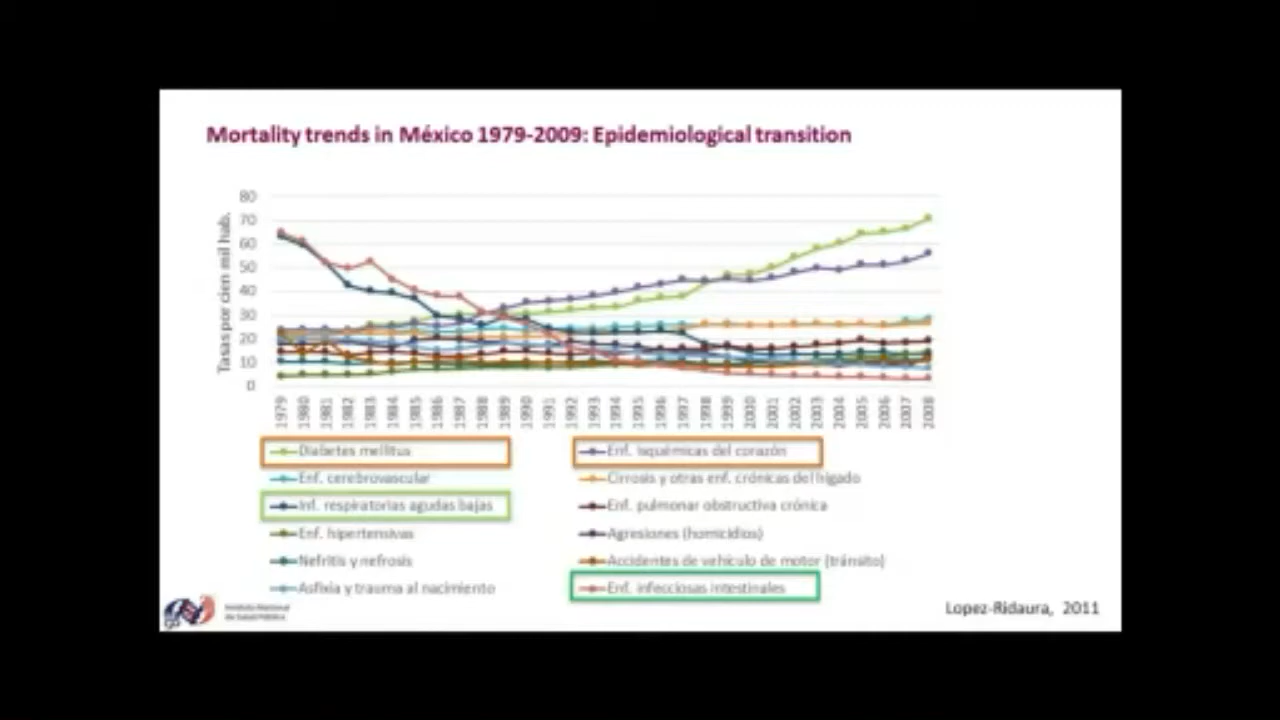 Mortality trends in México 1979-2009: Epidemiological transition
80
70
60
50
40
30
20
10
0
Tasas por cien mil hab.
1979 1980 1981 1982 1983 1984 1985 1986 1987 1988 1989 1990 1991 1992 1993 1994 1995 1996 1997 1998 1999 2000 2001 2002 2003 2004 2005 2006 2007 2008
Diabetes mellitus Enf. isquémicas del corazón
Enf. cerebrovascular Cirrosis y otras enf. crónicas del hígado
Inf. respiratorias agudas bajas Enf. pulmonar obstructiva crónica
Enf. hipertensivas Agresiones (homicidios)
Nefritis y nefrosis Accidentes de vehículo de motor (tránsito)
Asfixia y trauma al nacimiento Enf. infecciosas intestinales
Instituto Nacional
de Salud Pública
Lopez-Ridaura, 2011